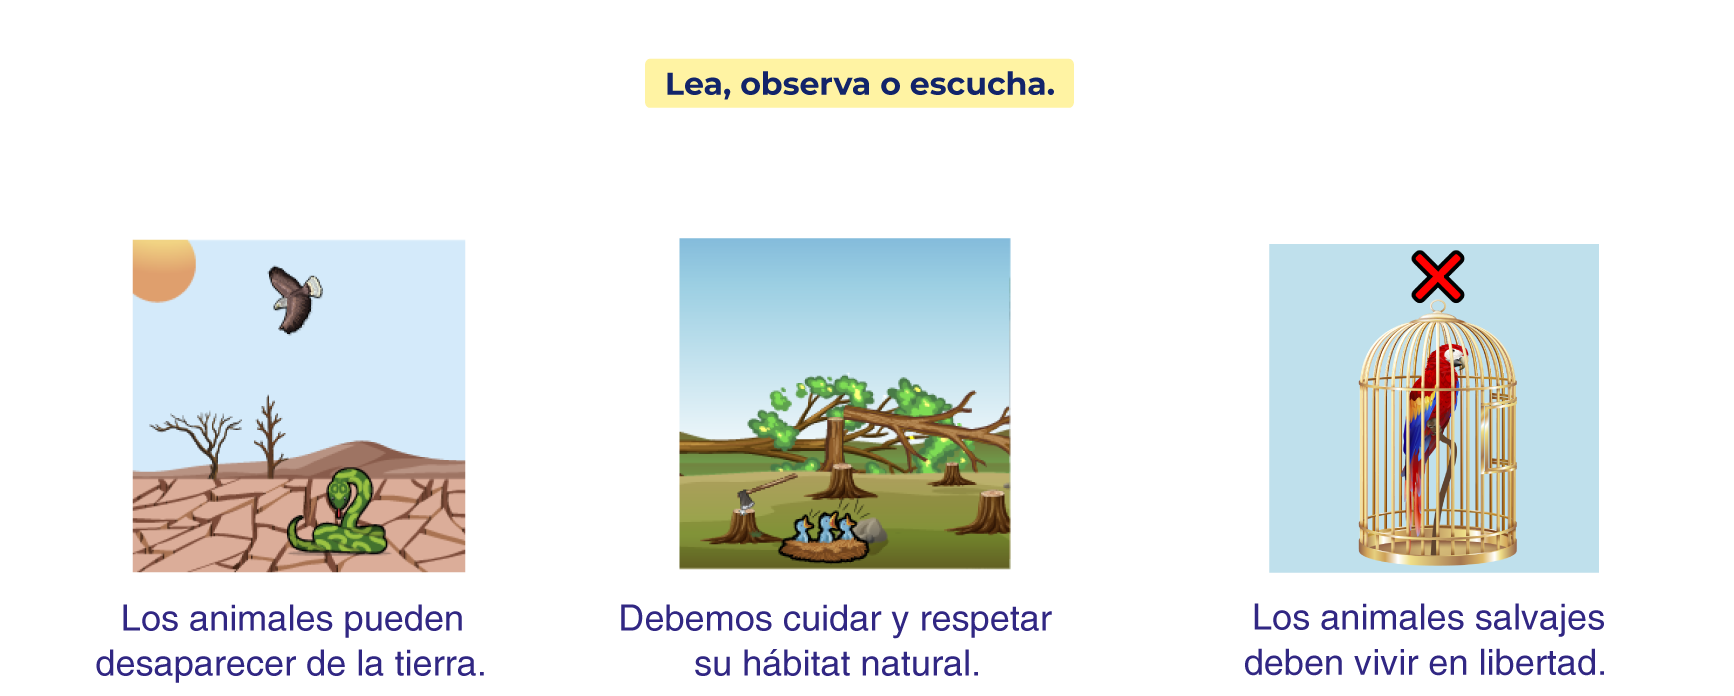 Lea, observa o escucha.
Los animales pueden
desaparecer de la tierra.
Debemos cuidar y respetar
su hábitat natural.
Los animales salvajes
deben vivir en libertad.